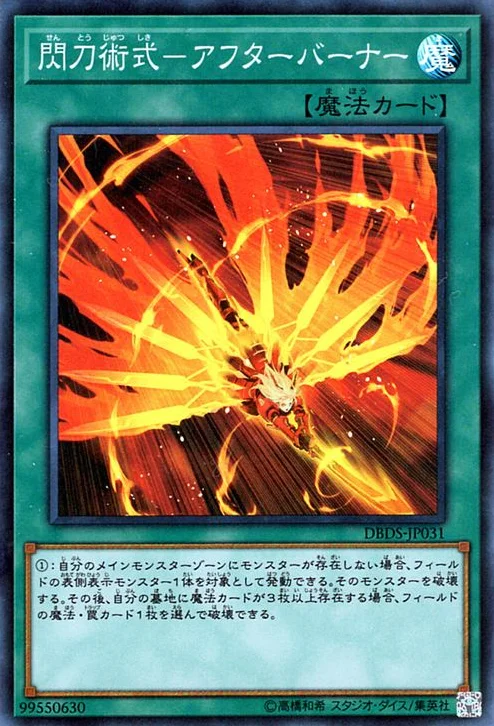 閃刀術式－アフターバーナー
魔
【魔法カード】
DBDS-JP031
①:自分のメインモンスターゾーンにモンスターが存在しない場合、フィール
ドの表側表示モンスター1体を対象として発動できる。そのモンスターを破壊
する。その後、自分の墓地に魔法カードが3枚以上存在する場合、フィールド
の魔法・罠カード1枚を選んで破壊できる。
99550630
©高橋和希 スタジオ・ダイス/集英社